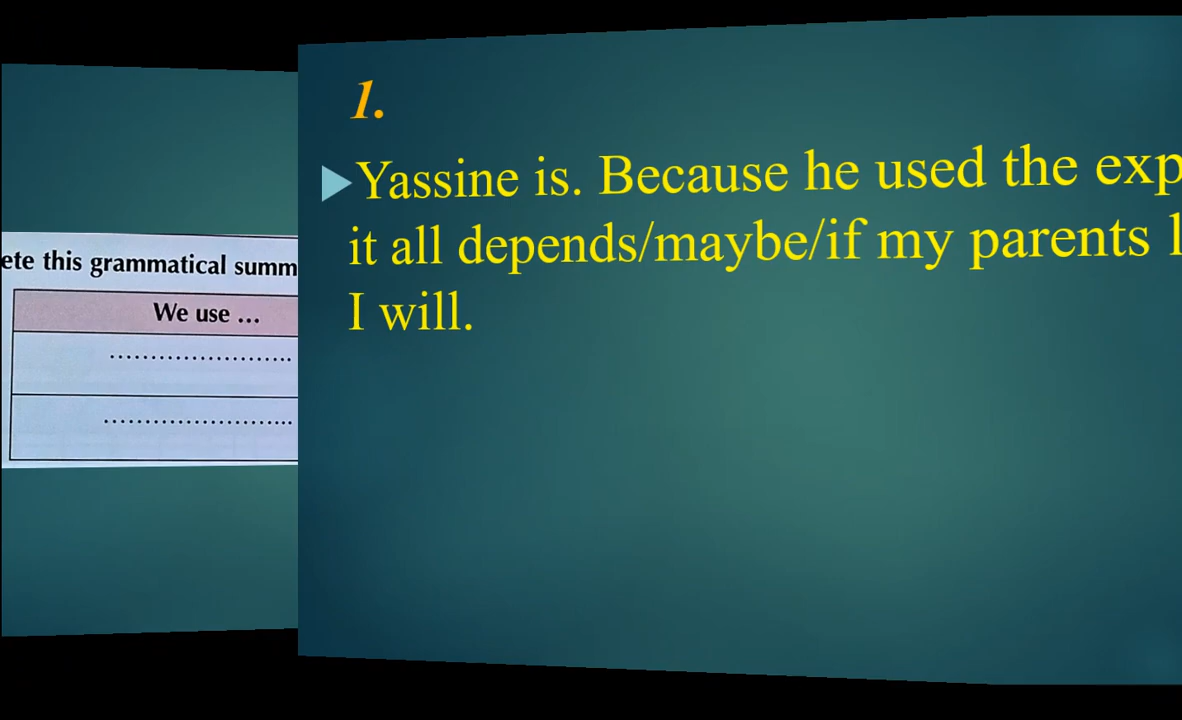 ete this grammatical summ
We use ...
1.
Yassine is. Because he used the exp
it all depends/maybe/if my parents l
I will.